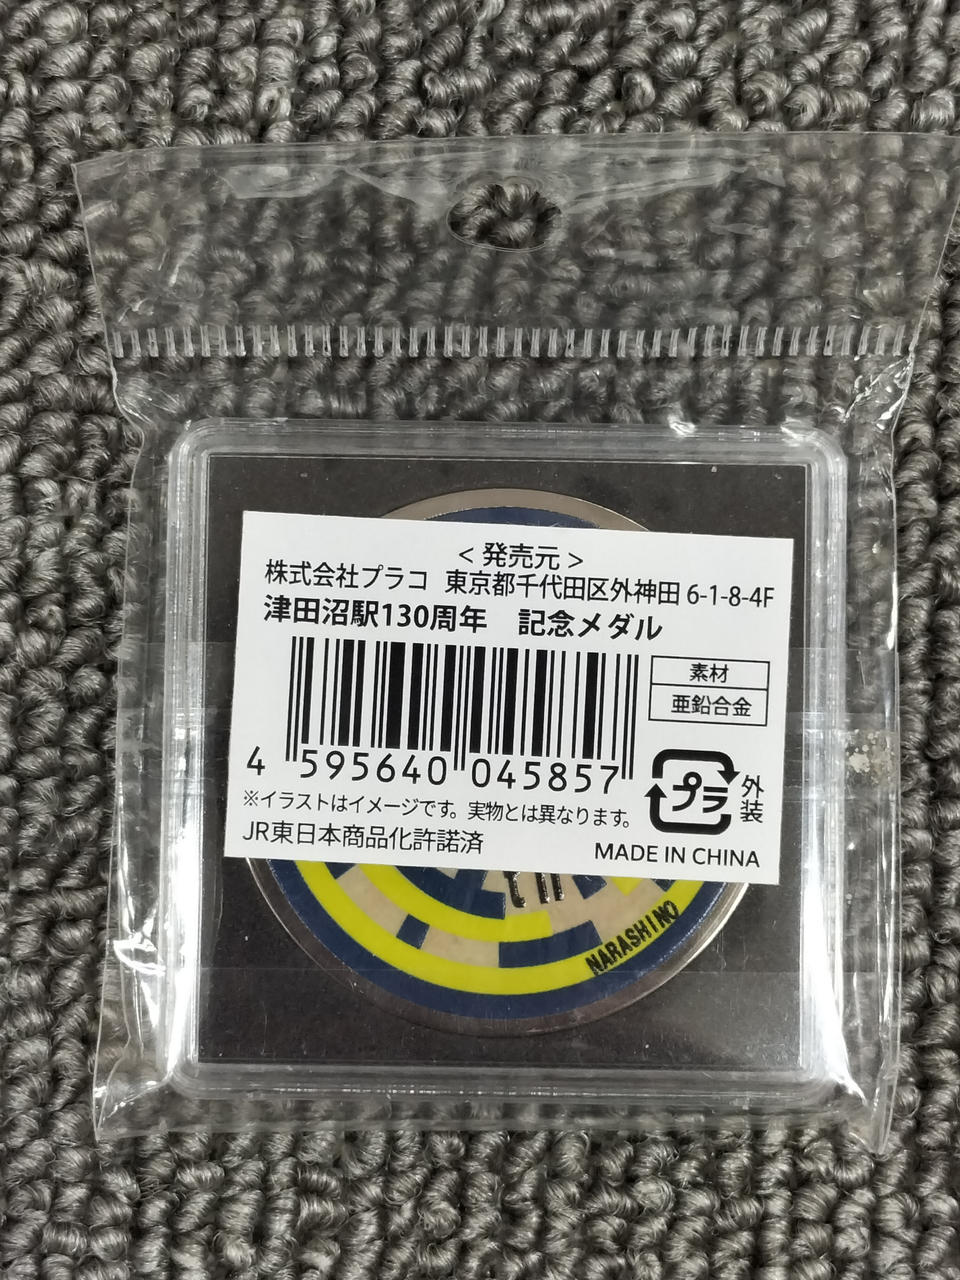 < 発売元 >
株式会社プラコ 東京都千代田区外神田 6-1-8-4F
津田沼駅130周年 記念メダル
素材
亜鉛合金
4 595640 045857
プラ
外装
※イラストはイメージです。実物とは異なります。
JR東日本商品化許諾済
MADE IN CHINA
NARASHINO